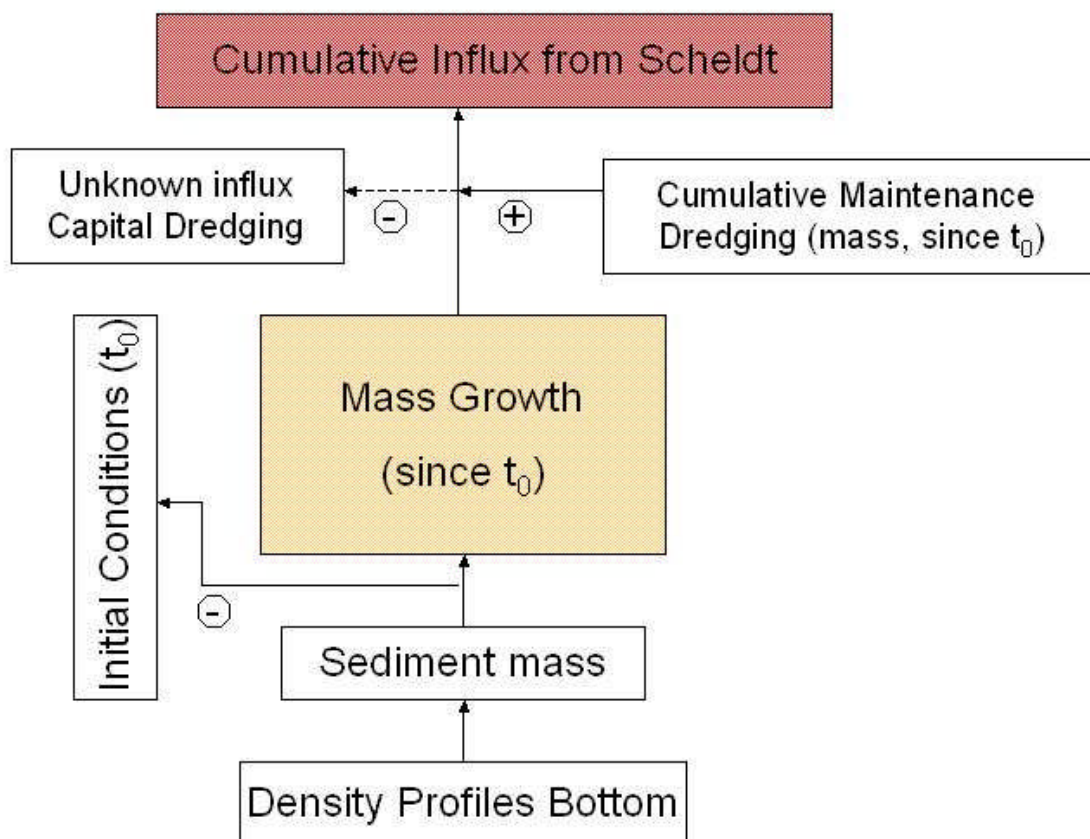 Cumulative Influx from Scheldt
Unknown influx
Capital Dredging
-
+
Cumulative Maintenance
Dredging (mass, since t₀)
Initial Conditions (t₀)
Mass Growth
(since t₀)
-
Sediment mass
Density Profiles Bottom